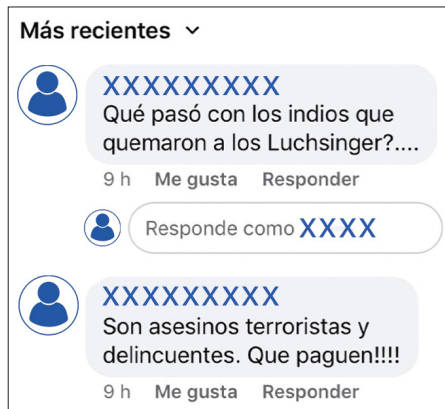 Más recientes
XXXXXXXXX
Qué pasó con los indios que
quemaron a los Luchsinger?....
9 h Me gusta Responder
Responde como XXXX
XXXXXXXXX
Son asesinos terroristas y
delincuentes. Que paguen!!!!
9 h Me gusta Responder